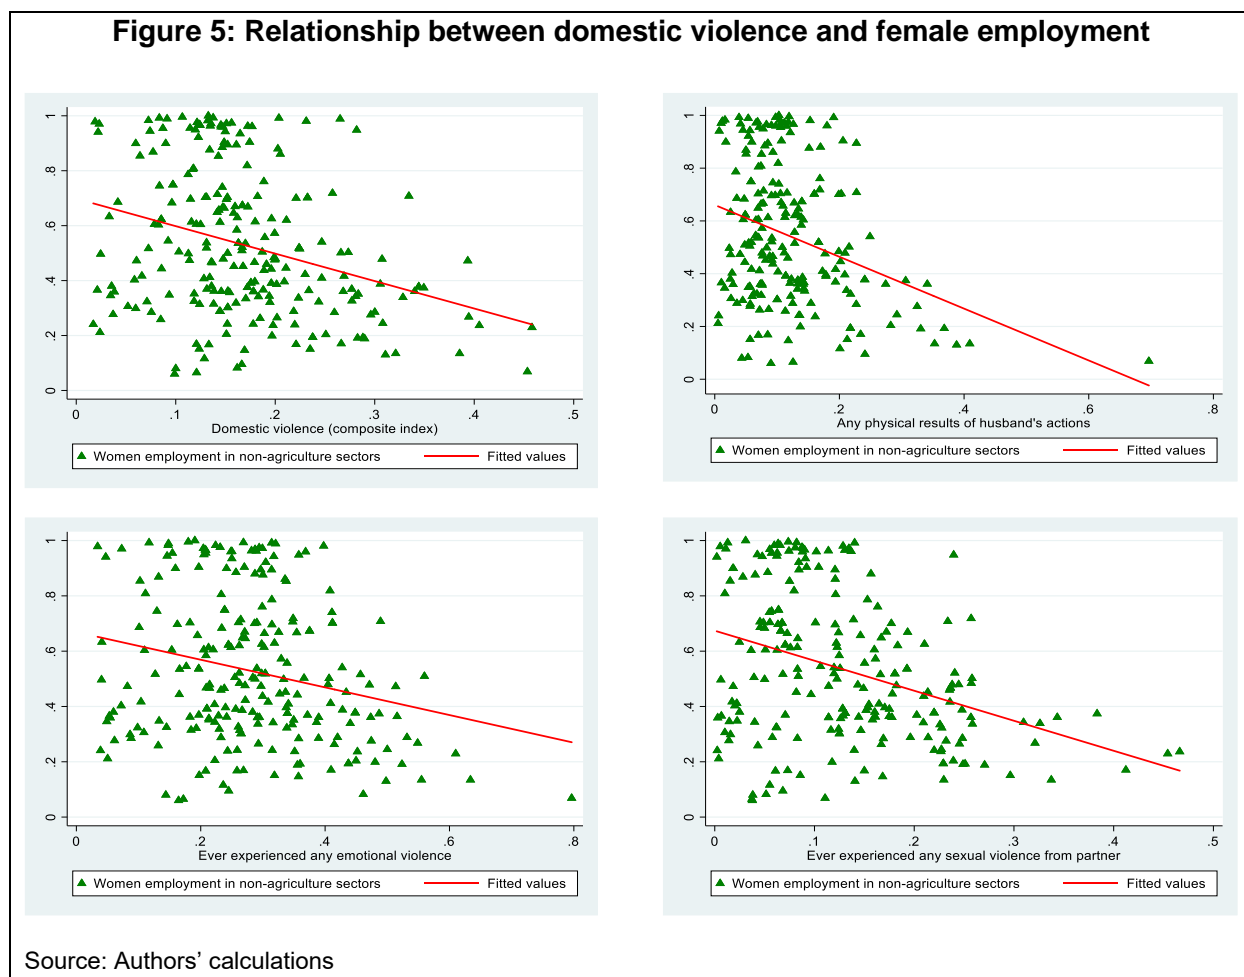 Figure 5: Relationship between domestic violence and female employment
1
.8
.6
.4
.2
0
0 .1 .2 .3 .4 .5
Domestic violence (composite index)
Women employment in non-agriculture sectors Fitted values
1
.8
.6
.4
.2
0
0 .2 .4 .6 .8
Any physical results of husband's actions
Women employment in non-agriculture sectors Fitted values
1
.8
.6
.4
.2
0
0 .2 .4 .6 .8
Ever experienced any emotional violence
Women employment in non-agriculture sectors Fitted values
1
.8
.6
.4
.2
0
0 .1 .2 .3 .4 .5
Ever experienced any sexual violence from partner
Women employment in non-agriculture sectors Fitted values
Source: Authors’ calculations